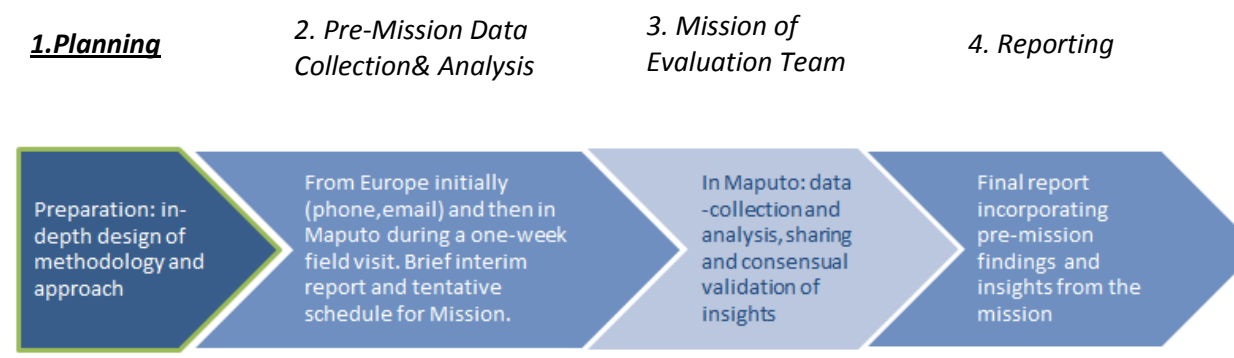 1.Planning
2. Pre-Mission Data
Collection& Analysis
3. Mission of
Evaluation Team
4. Reporting
Preparation: in-
depth design of
methodology and
approach
From Europe initially
(phone,email) and then in
Maputo during a one-week
field visit. Brief interim
report and tentative
schedule for Mission.
In Maputo: data
-collection and
analysis, sharing
and consensual
validation of
insights
Final report
incorporating
pre-mission
findings and
insights from the
mission